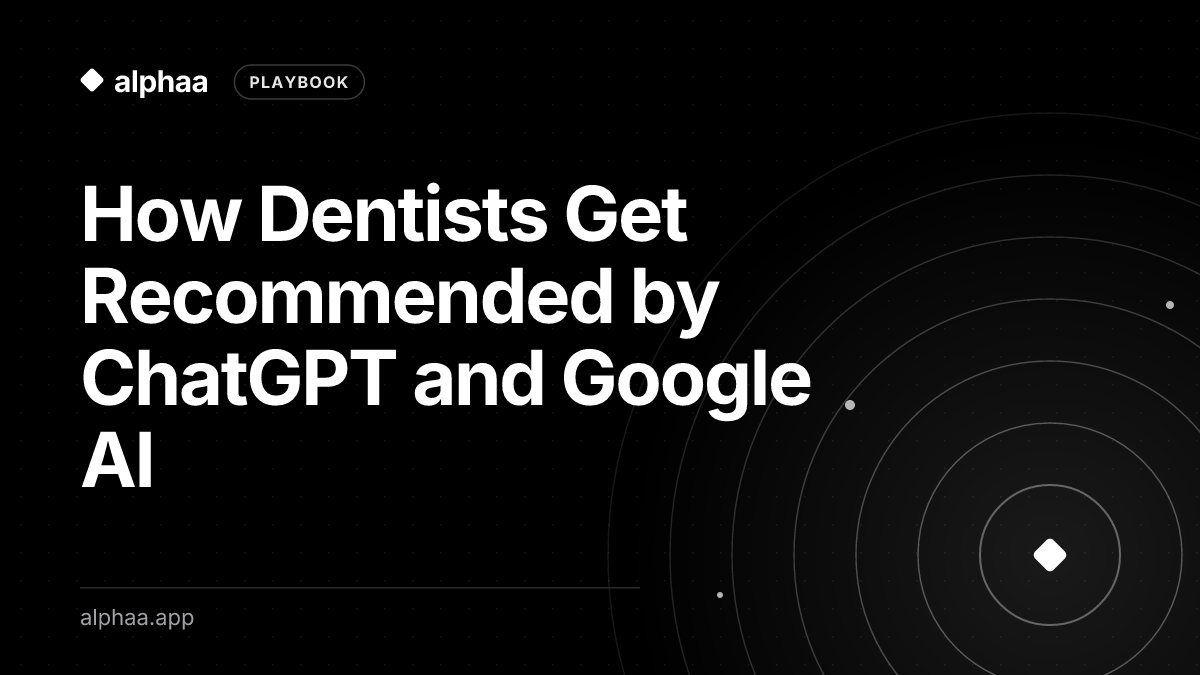 alphaa PLAYBOOK
How Dentists Get
Recommended by
ChatGPT and Google
AI
alphaa.app